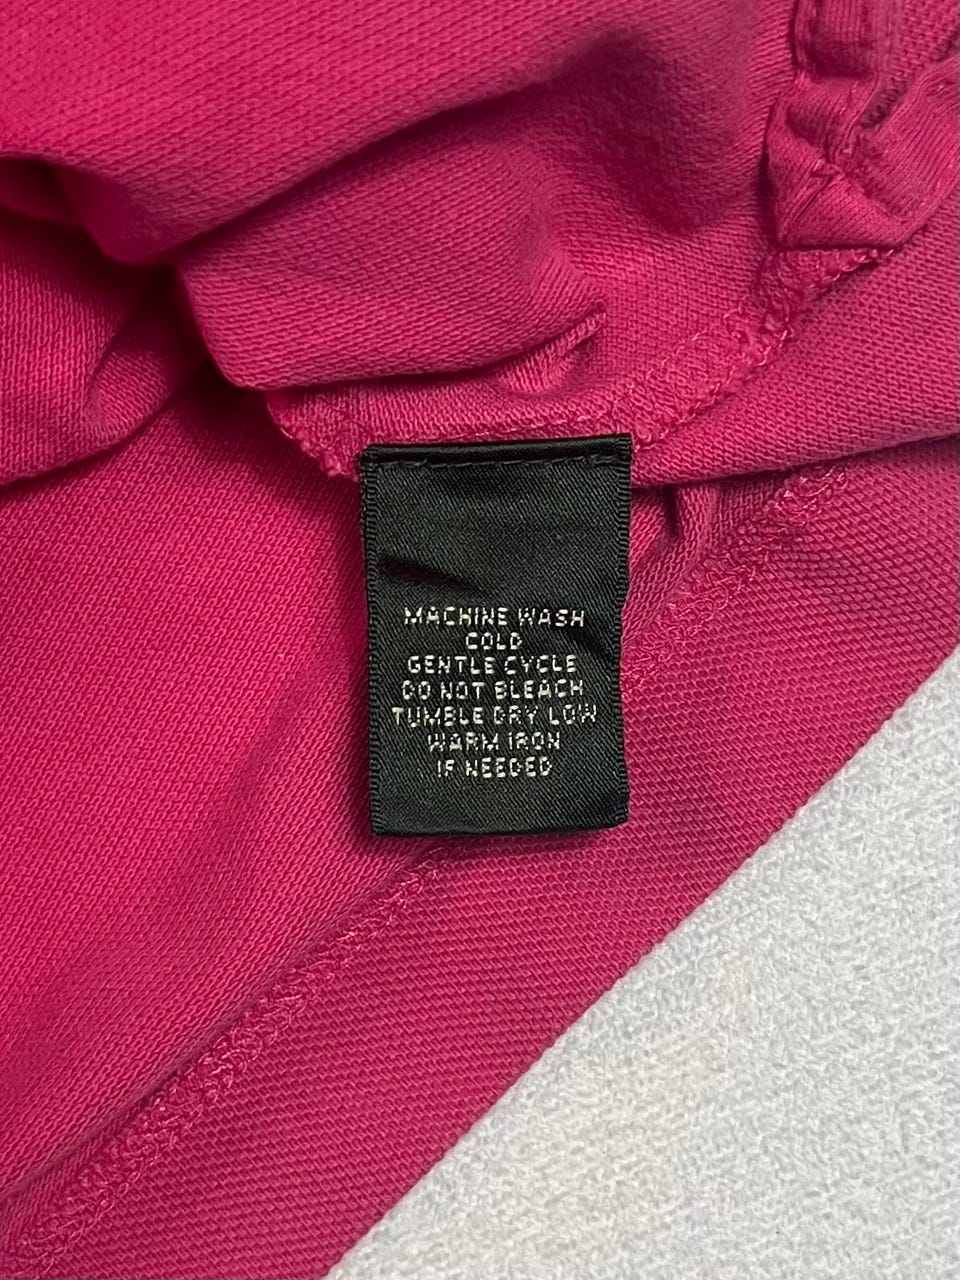 MACHINE WASH
COLD
GENTLE CYCLE
DO NOT BLEACH
TUMBLE DRY LOW
WARM IRON
IF NEEDED